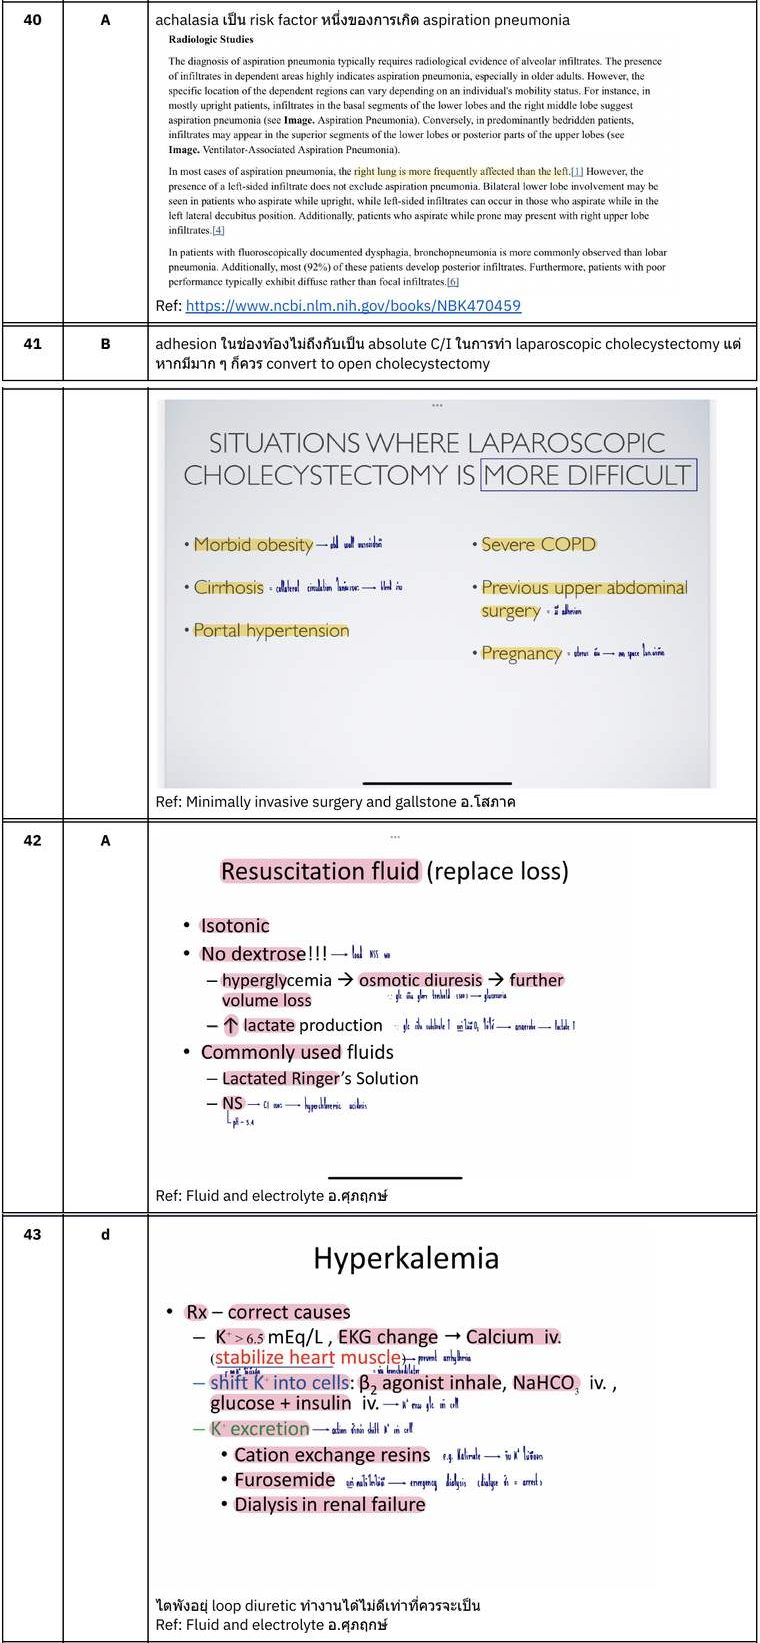 40 A achalasia เป็น risk factor หนึ่งของการเกิด aspiration pneumonia
Radiologic Studies
The diagnosis of aspiration pneumonia typically requires radiological evidence of alveolar infiltrates. The presence
of infiltrates in dependent areas highly indicates aspiration pneumonia, especially in older adults. However, the
specific location of the dependent regions can vary depending on an individual's mobility status. For instance, in
mostly upright patients, infiltrates in the basal segments of the lower lobes and the right middle lobe suggest
aspiration pneumonia (see Image. Aspiration Pneumonia). Conversely, in predominantly bedridden patients,
infiltrates may appear in the superior segments of the lower lobes or posterior parts of the upper lobes (see
Image. Ventilator-Associated Aspiration Pneumonia).
In most cases of aspiration pneumonia, the right lung is more frequently affected than the left.[1] However, the
presence of a left-sided infiltrate does not exclude aspiration pneumonia. Bilateral lower lobe involvement may be
seen in patients who aspirate while upright, while left-sided infiltrates can occur in those who aspirate while in the
left lateral decubitus position. Additionally, patients who aspirate while prone may present with right upper lobe
infiltrates.[4]
In patients with fluoroscopically documented dysphagia, bronchopneumonia is more commonly observed than lobar
pneumonia. Additionally, most (92%) of these patients develop posterior infiltrates. Furthermore, patients with poor
performance typically exhibit diffuse rather than focal infiltrates.[6]
Ref: https://www.ncbi.nlm.nih.gov/books/NBK470459
41 B adhesion ในช่องท้องไม่ถึงกับเป็น absolute C/I ในการทำ laparoscopic cholecystectomy แต่
หากมีมาก ๆ ก็ควร convert to open cholecystectomy
SITUATIONS WHERE LAPAROSCOPIC
CHOLECYSTECTOMY IS MORE DIFFICULT
• Morbid obesity
• Cirrhosis = collateral circulation
• Portal hypertension
• Severe COPD
• Previous upper abdominal
surgery = มี adhesion
• Pregnancy
Ref: Minimally invasive surgery and gallstone อ.โสภาค
42 A
Resuscitation fluid (replace loss)
• Isotonic
• No dextrose!!! → load NSS
– hyperglycemia → osmotic diuresis → further
volume loss
– ↑ lactate production
• Commonly used fluids
– Lactated Ringer's Solution
– NS → hyperchloremic acidosis
Ref: Fluid and electrolyte อ.ศุภฤกษ์
43 d
Hyperkalemia
• Rx – correct causes
– K⁺ > 6.5 mEq/L , EKG change → Calcium iv.
(stabilize heart muscle) → prevent arrhythmia
– shift K⁺ into cells: β₂ agonist inhale, NaHCO₃ iv. ,
glucose + insulin iv.
– K⁺ excretion
• Cation exchange resins e.g. Kalimate
• Furosemide → emergency dialysis
• Dialysis in renal failure
ไตพังอยู่ loop diuretic ทำงานได้ไม่ดีเท่าที่ควรจะเป็น
Ref: Fluid and electrolyte อ.ศุภฤกษ์